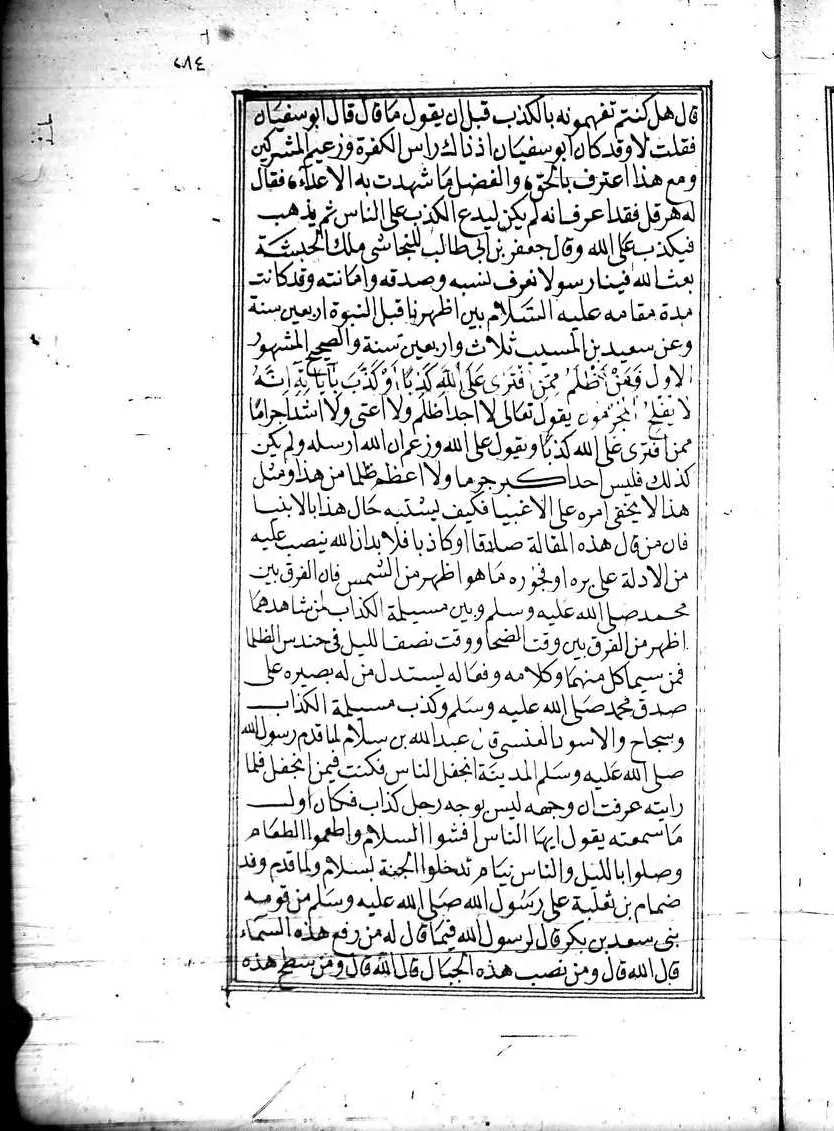 ٢٨٤
قال هل كنتم تتهمونه بالكذب قبل ان يقول ما قال قال ابو سفيان
فقلت لا وقد كان ابو سفيان اذ ذاك راس الكفرة وزعيم المشركين
ومع هذا اعترف بالحق والفضل ما شهدت به الاعداء فقال
له هرقل فقد اعرف انه لم يكن ليدع الكذب على الناس ثم يذهب
فيكذب على الله وقال جعفر بن ابي طالب للنجاشي ملك الحبشة
بعث الله فينا رسولا نعرف نسبه وصدقه وامانته وقد كانت
مدة مقامه عليه السلام بين اظهرنا قبل النبوة اربعين سنة
وعن سعيد بن المسيب ثلاث واربعين سنة والصحيح المشهور
الاول فَمَنْ اَظْلَمُ مِمَّنِ افْتَرَى عَلَى اللّٰهِ كَذِبًا اَوْ كَذَّبَ بِآيَاتِهِ اِنَّهُ
لا يفلح المجرمون يقول تعالى لا احد اظلم ولا اعتى ولا اشد اجراما
ممن افترى على الله كذبا ويقول على الله وزعم ان الله ارسله ولم يكن
كذلك فليس احد اكبر جرما ولا اعظم ظلما من هذا ومثل
هذا لا يخفى امره على الاغبيا فكيف يشتبه حال هذا بالانبيا
فان من قال هذه المقالة صادقا او كاذبا فلا بد ان الله ينصب عليه
من الادلة على بره او فجوره ما هو اظهر من الشمس فان الفرق بين
محمد صلى الله عليه وسلم وبين مسيلمة الكذاب لمن شاهدهما
اظهر من الفرق بين وقت الضحا ووقت نصف الليل في حندس الظلما
فمن سيما كل منهما وكلامه وفعاله يستدل من له بصيره على
صدق محمد صلى الله عليه وسلم وكذب مسيلمة الكذاب
وسجاح والاسود العنسي قال عبد الله بن سلام لما قدم رسول الله
صلى الله عليه وسلم المدينة انجفل الناس فكنت فيمن انجفل فلما
رايته عرفت ان وجهه ليس بوجه رجل كذاب فكان اول
ما سمعته يقول ايها الناس افشوا السلام واطعموا الطعام
وصلوا بالليل والناس نيام تدخلوا الجنة بسلام ولما قدم وفد
ضمام بن ثعلبة على رسول الله صلى الله عليه وسلم من قومه
بني سعد بن بكر قال لرسول الله فيما قال له من رفع هذه السماء
قال الله قال ومن نصب هذه الجبال قال الله قال ومن سطح هذه